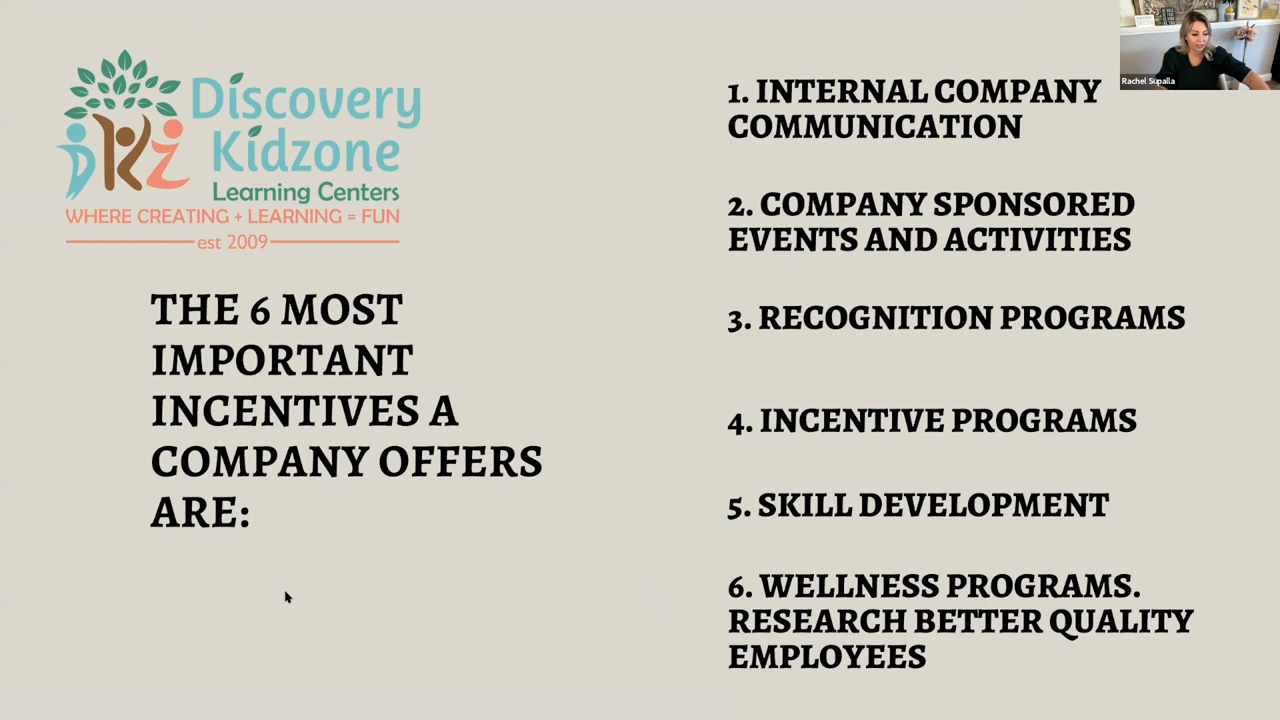 Discovery
Kidzone
Learning Centers
WHERE CREATING + LEARNING = FUN
est 2009
THE 6 MOST
IMPORTANT
INCENTIVES A
COMPANY OFFERS
ARE:
1. INTERNAL COMPANY
COMMUNICATION
2. COMPANY SPONSORED
EVENTS AND ACTIVITIES
3. RECOGNITION PROGRAMS
4. INCENTIVE PROGRAMS
5. SKILL DEVELOPMENT
6. WELLNESS PROGRAMS.
RESEARCH BETTER QUALITY
EMPLOYEES
Rachel Supalla